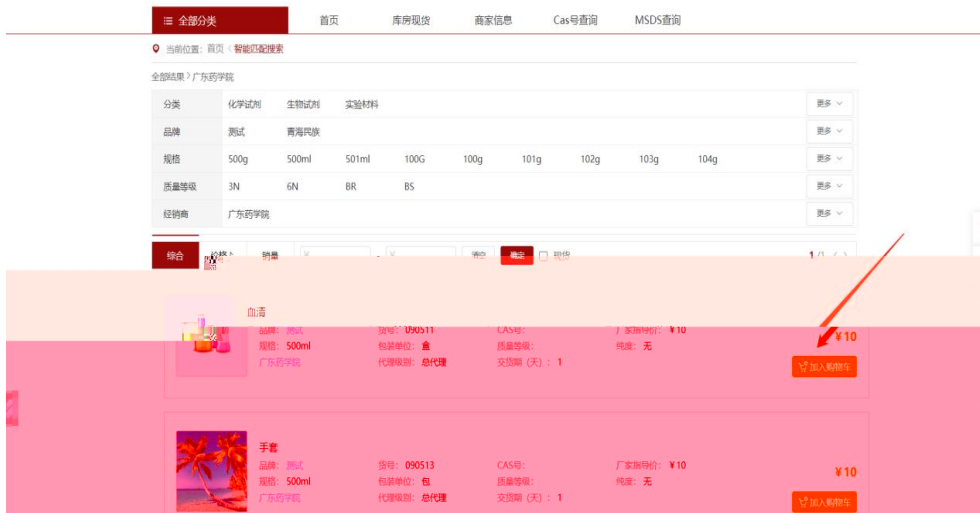 全部分类 首页 库房现货 商家信息 Cas号查询 MSDS查询
当前位置: 首页 〈 智能匹配搜索
全部结果 〉广东药学院
分类 化学试剂 生物试剂 实验材料 更多
品牌 测试 青海民族 更多
规格 500g 500ml 501ml 100G 100g 101g 102g 103g 104g 更多
质量等级 3N 6N BR BS 更多
经销商 广东药学院 更多
综合 价格 销量 ¥ - ¥ 清空 确定 现货 1 /1 〈 〉
血清
品牌: 测试 货号: 090511 CAS号: 厂家指导价: ¥10
¥10
规格: 500ml 包装单位: 盒 质量等级: 纯度: 无
广东药学院 代理级别: 总代理 交货期 (天) : 1
加入购物车
手套
品牌: 测试 货号: 090513 CAS号: 厂家指导价: ¥10
¥10
规格: 500ml 包装单位: 包 质量等级: 纯度: 无
广东药学院 代理级别: 总代理 交货期 (天) : 1
加入购物车